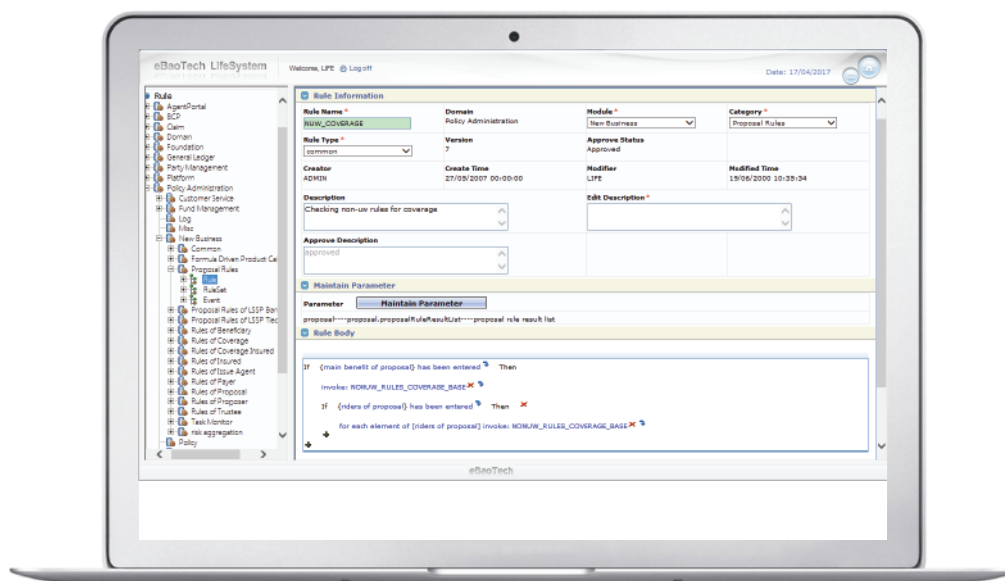 eBaoTech LifeSystem
Welcome, LIFE Log off
Date: 17/04/2017
Rule
AgentPortal
BCP
Claim
Domain
Foundation
General Ledger
Party Management
Platform
Policy Administration
Customer Service
Fund Management
Log
Misc
New Business
Common
Formula Driven Product Cal
Proposal Rules
Rule
RuleSet
Event
Proposal Rules of LSSP Ban
Proposal Rules of LSSP Tied
Rules of Beneficiary
Rules of Coverage
Rules of Coverage Insured
Rules of Insured
Rules of Issue Agent
Rules of Payer
Rules of Proposal
Rules of Proposer
Rules of Trustee
Task Monitor
risk aggregation
Policy
Rule Information
Rule Name * Domain Module * Category *
NUW_COVERAGE Policy Administration New Business Proposal Rules
Rule Type * Version Approve Status
common 7 Approved
Creator Create Time Modifier Modified Time
ADMIN 27/09/2007 00:00:00 LIFE 19/06/2000 10:39:34
Description Edit Description *
Checking non-uw rules for coverage
Approve Description
approved
Maintain Parameter
Parameter Maintain Parameter
proposal----proposal.proposalRuleResultList----proposal rule result list
Rule Body
If {main benefit of proposal} has been entered Then
invoke: NONUW_RULES_COVERAGE_BASE
If {riders of proposal} has been entered Then
for each element of [riders of proposal] invoke: NONUW_RULES_COVERAGE_BASE
eBaoTech